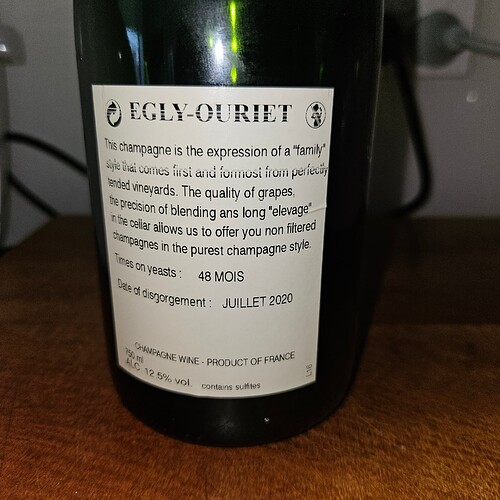 EGLY-OURIET
This champagne is the expression of a "family"
style that comes first and formost from perfectly
tended vineyards. The quality of grapes,
the precision of blending ans long "elevage"
in the cellar allows us to offer you non filtered
champagnes in the purest champagne style.
Times on yeasts : 48 MOIS
Date of disgorgement : JUILLET 2020
CHAMPAGNE WINE - PRODUCT OF FRANCE
750 ml
ALC. 12.5% vol. contains sulfites